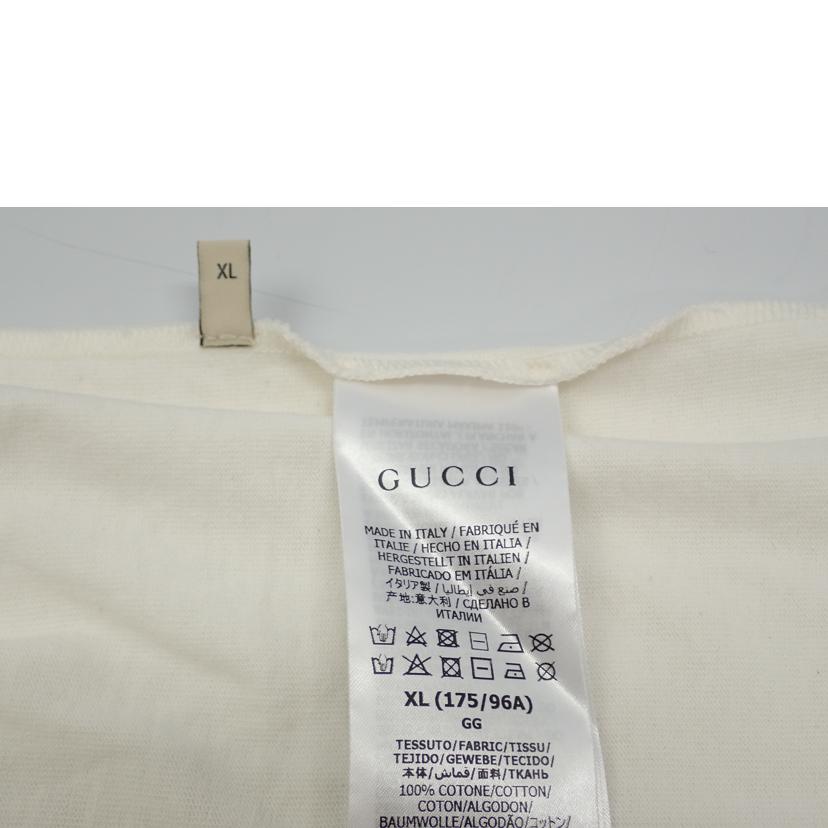 XL
GUCCI
MADE IN ITALY / FABRIQUÉ EN
ITALIE / HECHO EN ITALIA /
HERGESTELLT IN ITALIEN /
FABRICADO EM ITÁLIA /
イタリア製 / صنع في إيطاليا /
产地:意大利 / СДЕЛАНО В
ИТАЛИИ
XL (175/96A)
GG
TESSUTO/FABRIC/TISSU/
TEJIDO/GEWEBE/TECIDO/
本体/قماش/面料/ТКАНЬ
100% COTONE/COTTON/
COTON/ALGODON/
BAUMWOLLE/ALGODÃO/コットン/